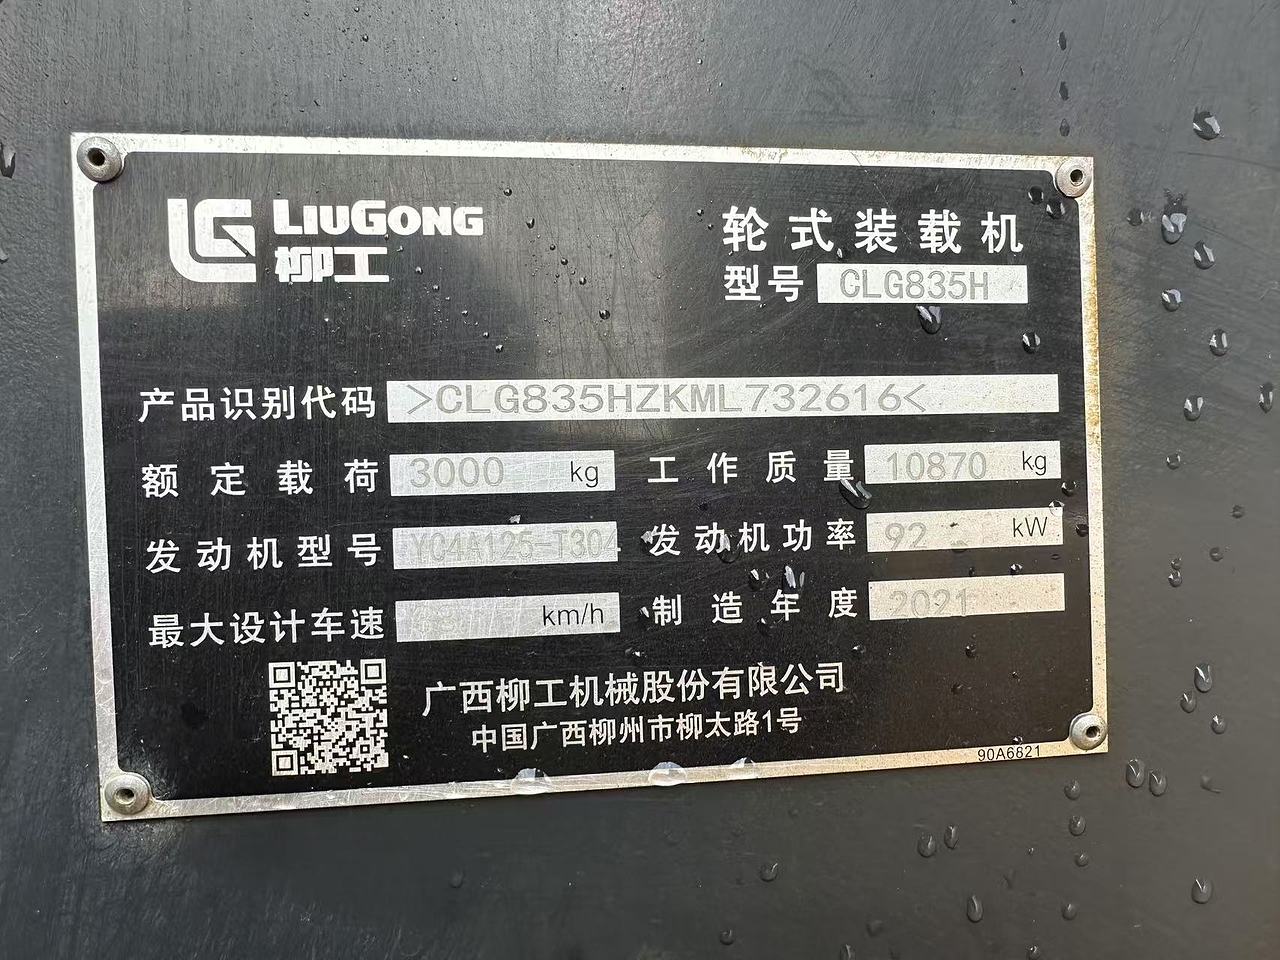 LIUGONG
柳工
轮式装载机
型号 CLG835H
产品识别代码 >CLG835HZKML732616<
额定载荷 3000 kg 工作质量 10870 kg
发动机型号 YC4A125-T304 发动机功率 92 kW
最大设计车速 km/h 制造年度 2021
广西柳工机械股份有限公司
中国广西柳州市柳太路1号
90A6821